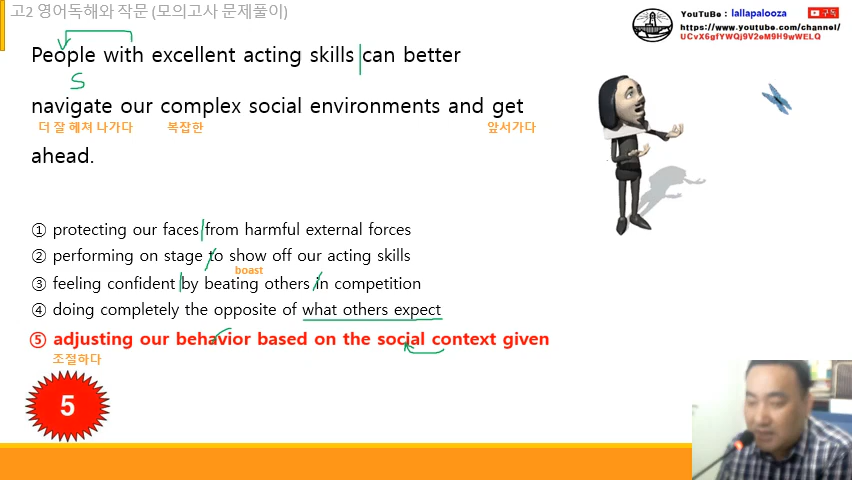 고2 영어독해와 작문 (모의고사 문제풀이)
YouTuBe : lallapalooza 구독
https://www.youtube.com/channel/
UCvX6gfYWQj9V2eM9H9wWELQ
People with excellent acting skills can better
S
navigate our complex social environments and get
더 잘 헤쳐 나가다 복잡한 앞서가다
ahead.
① protecting our faces from harmful external forces
② performing on stage to show off our acting skills
boast
③ feeling confident by beating others in competition
④ doing completely the opposite of what others expect
⑤ adjusting our behavior based on the social context given
조절하다
5